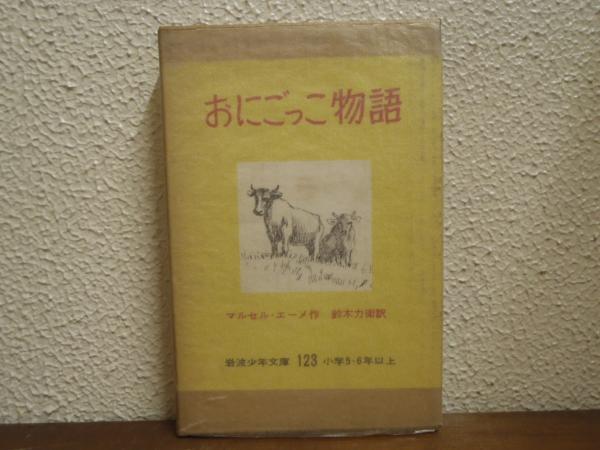 おにごっこ物語
マルセル・エーメ作 鈴木力衛訳
岩波少年文庫 123 小学5・6年以上